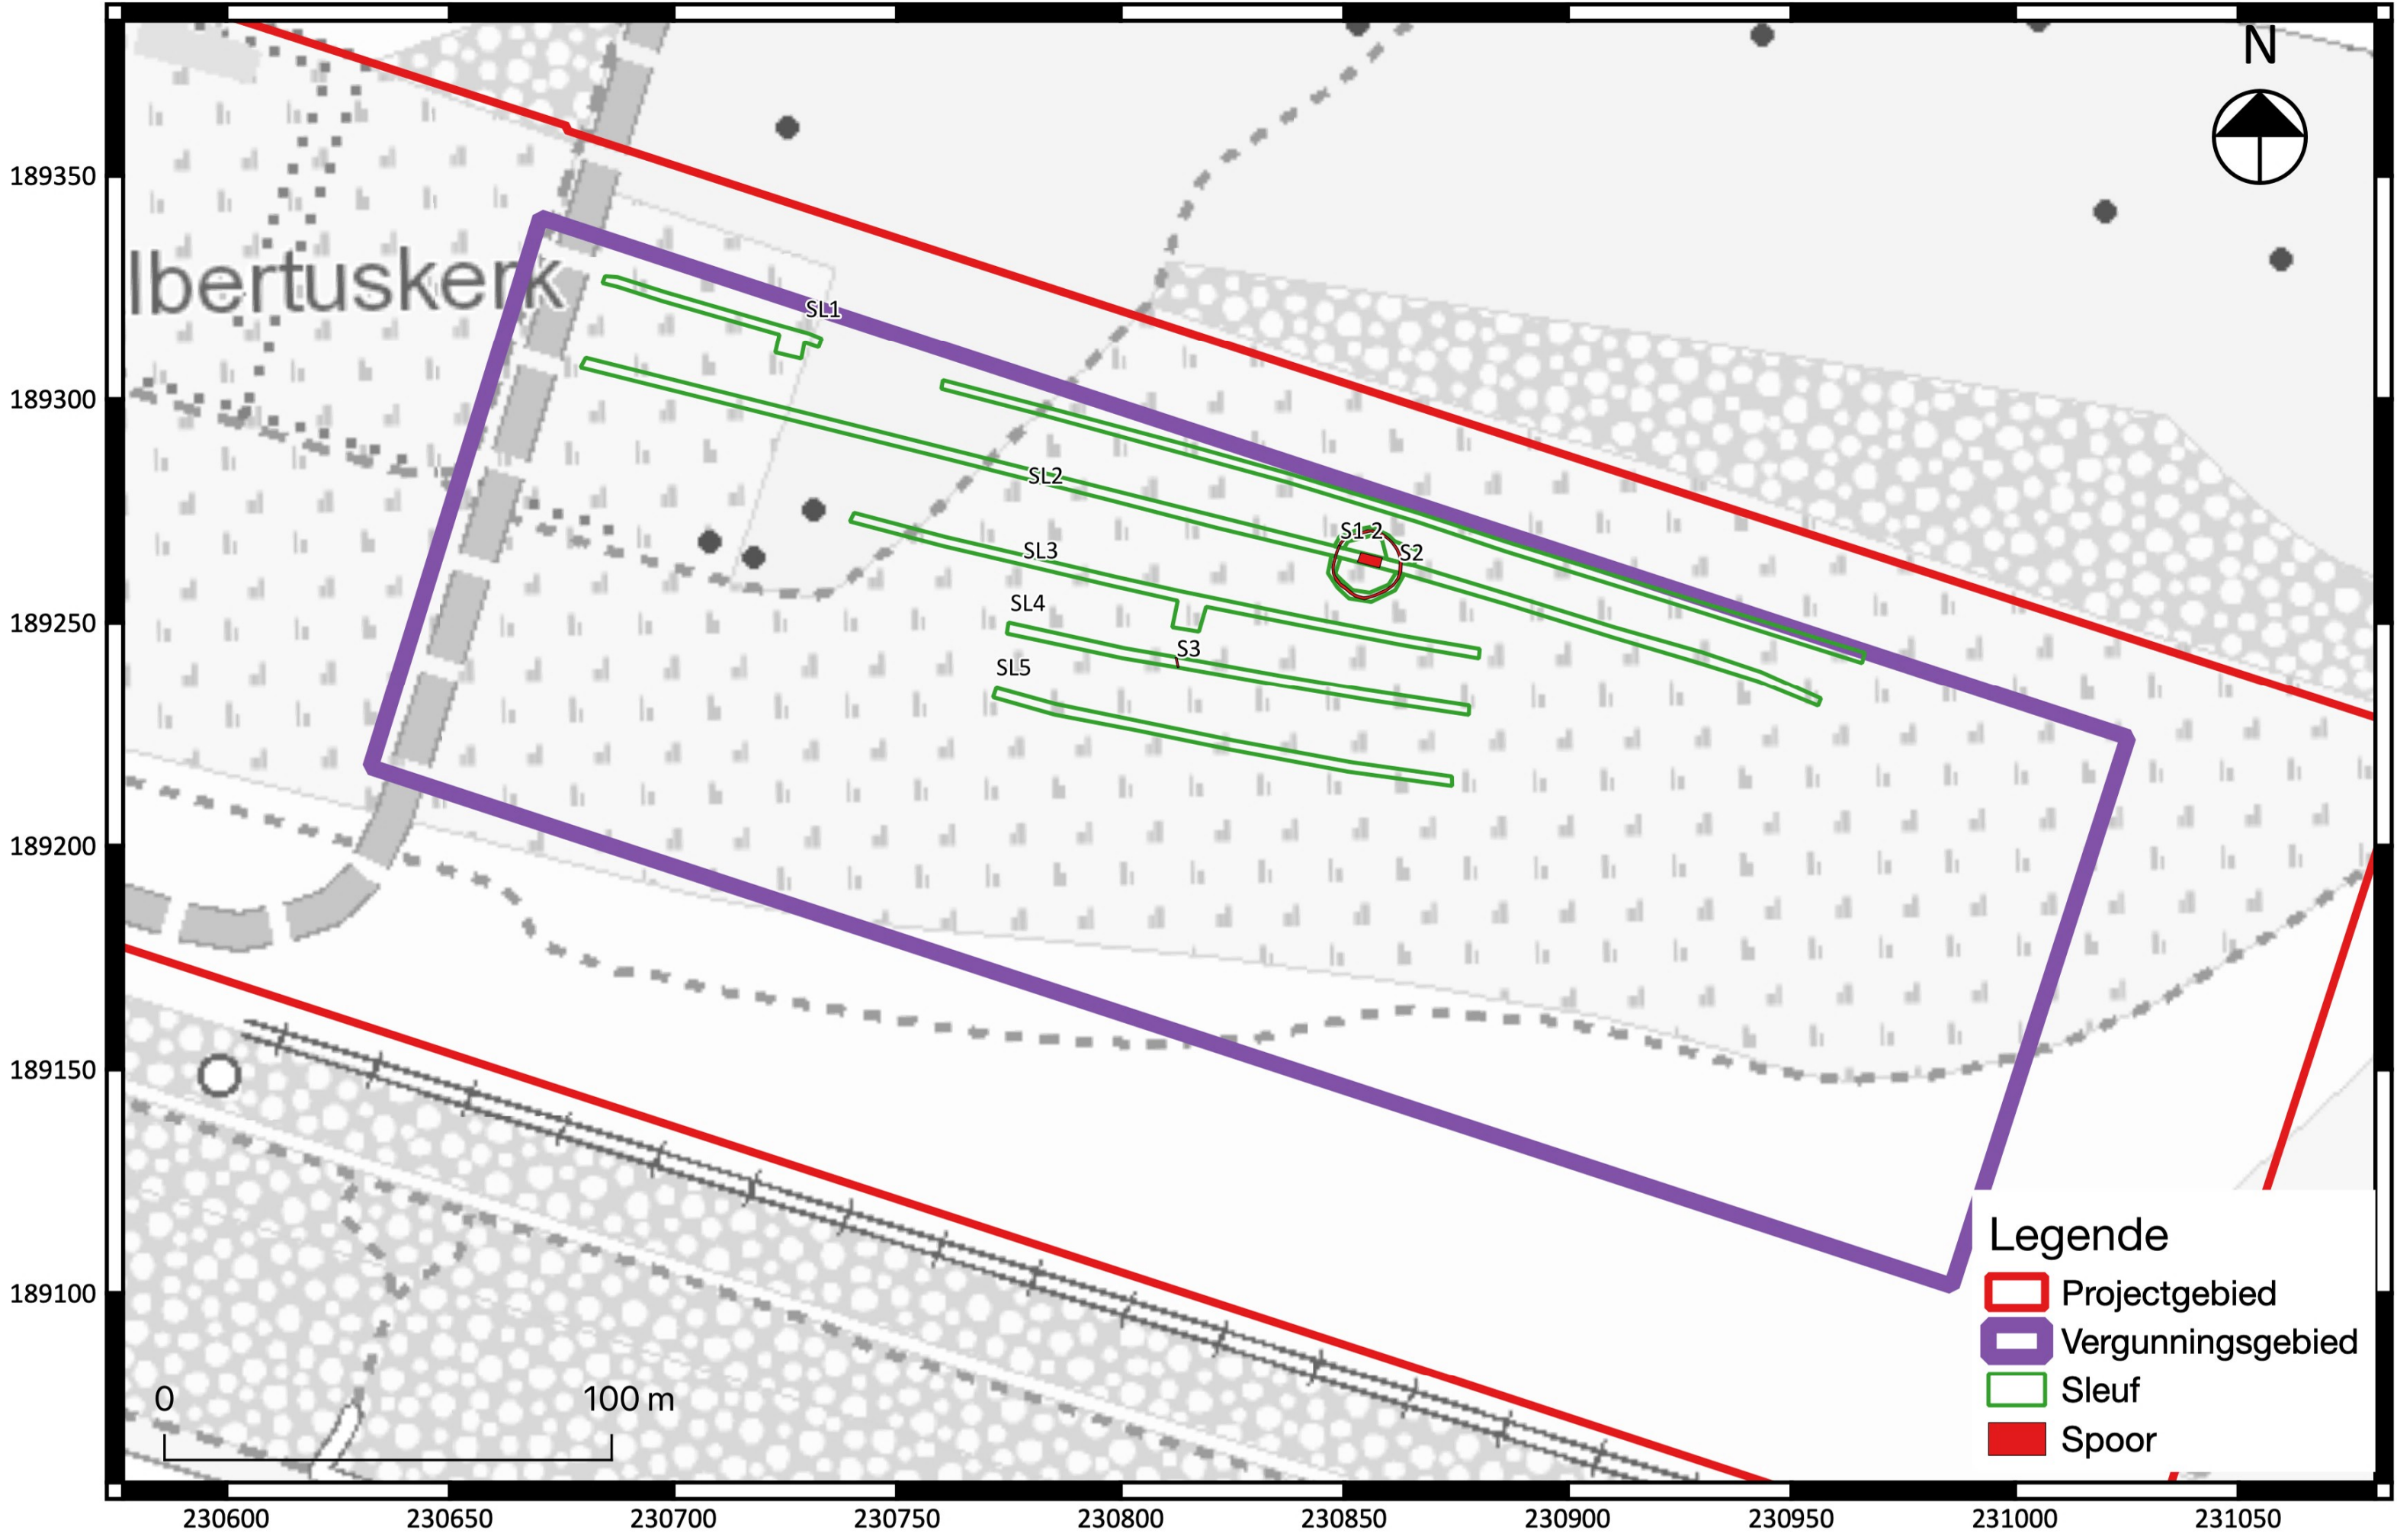 N
189350
189300
189250
189200
189150
189100
lbertuskerk
SL1
SL2
SL3
SL4
SL5
S1-2
S2
S3
Legende
Projectgebied
Vergunningsgebied
Sleuf
Spoor
0 100 m
230600 230650 230700 230750 230800 230850 230900 230950 231000 231050